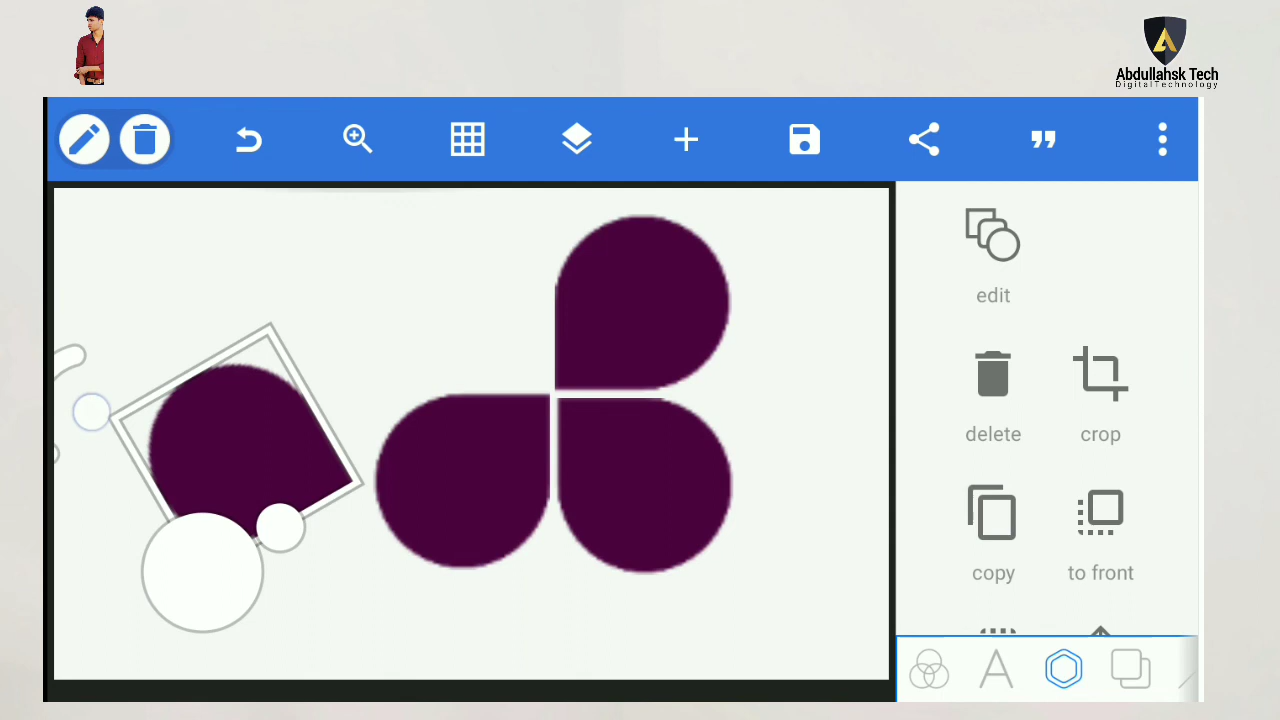 Abdullahsk Tech
DigitalTechnology
edit
delete
crop
copy
to front